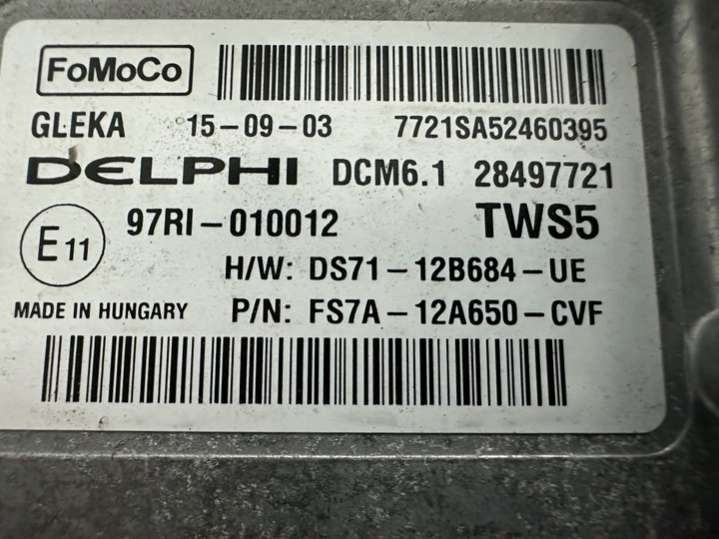 FoMoCo
GLEKA 15-09-03 7721SA52460395
DELPHI DCM6.1 28497721
E11 97RI-010012 TWS5
H/W: DS71-12B684-UE
MADE IN HUNGARY P/N: FS7A-12A650-CVF